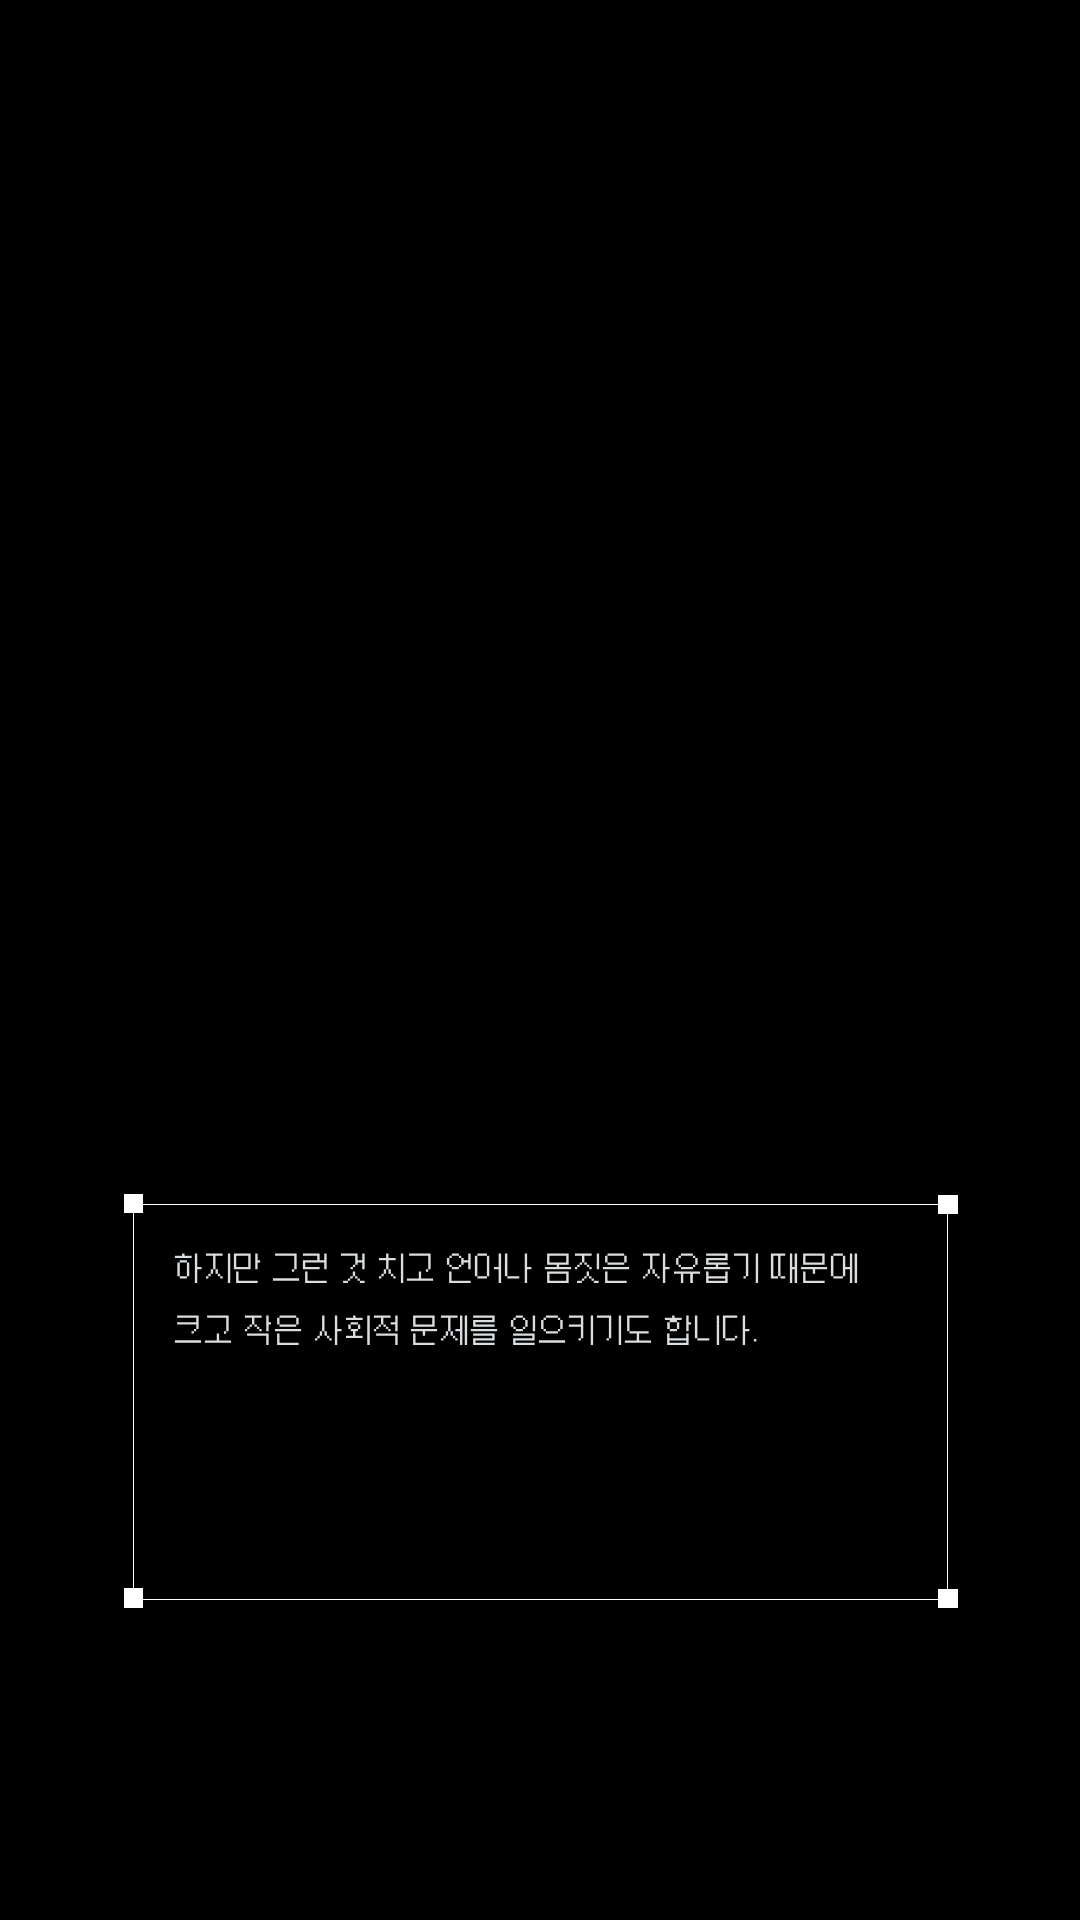 하지만 그런 것 치고 언어나 몸짓은 자유롭기 때문에
크고 작은 사회적 문제를 일으키기도 합니다.